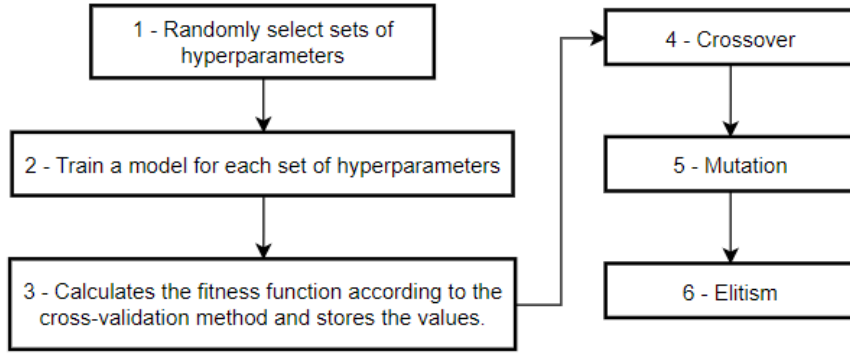 1 - Randomly select sets of
hyperparameters
2 - Train a model for each set of hyperparameters
3 - Calculates the fitness function according to the
cross-validation method and stores the values.
4 - Crossover
5 - Mutation
6 - Elitism